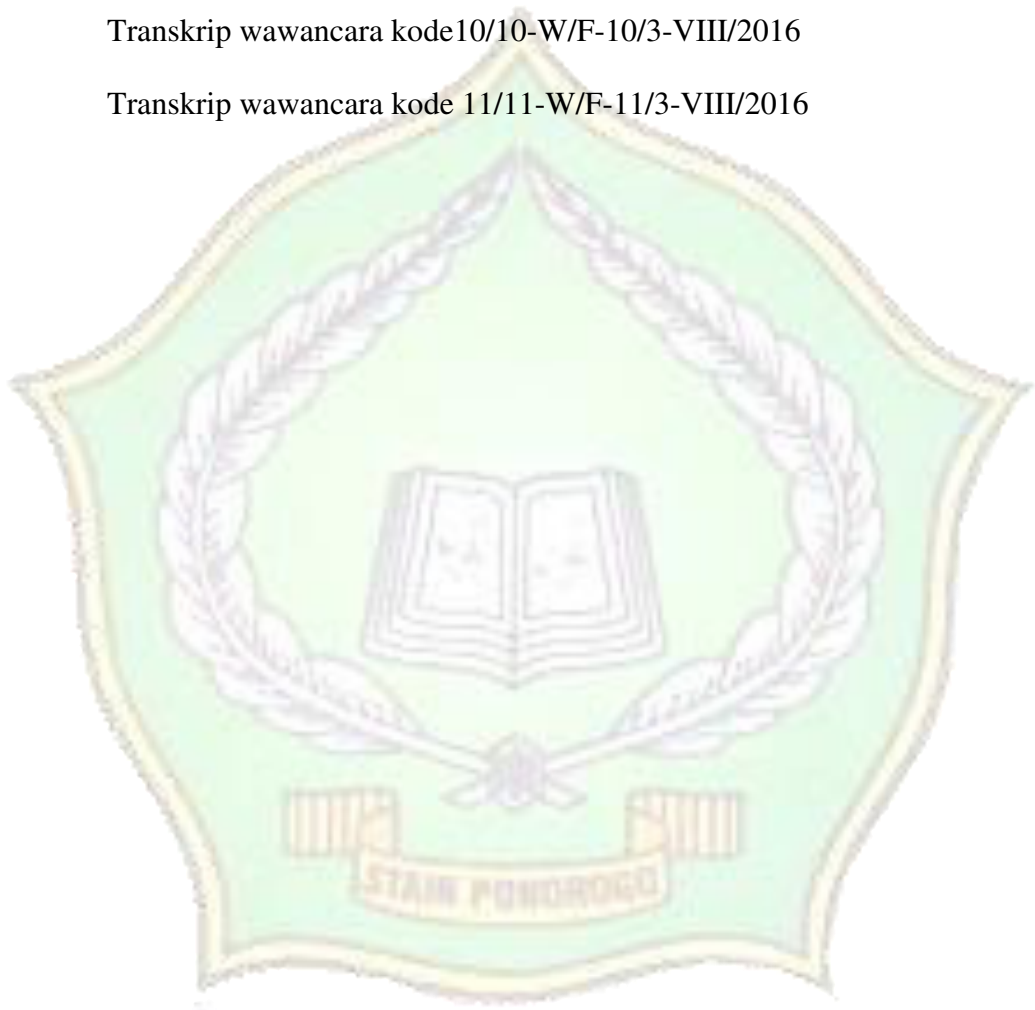 Transkrip wawancara kode10/10-W/F-10/3-VIII/2016
Transkrip wawancara kode 11/11-W/F-11/3-VIII/2016
STAIN PONOROGO